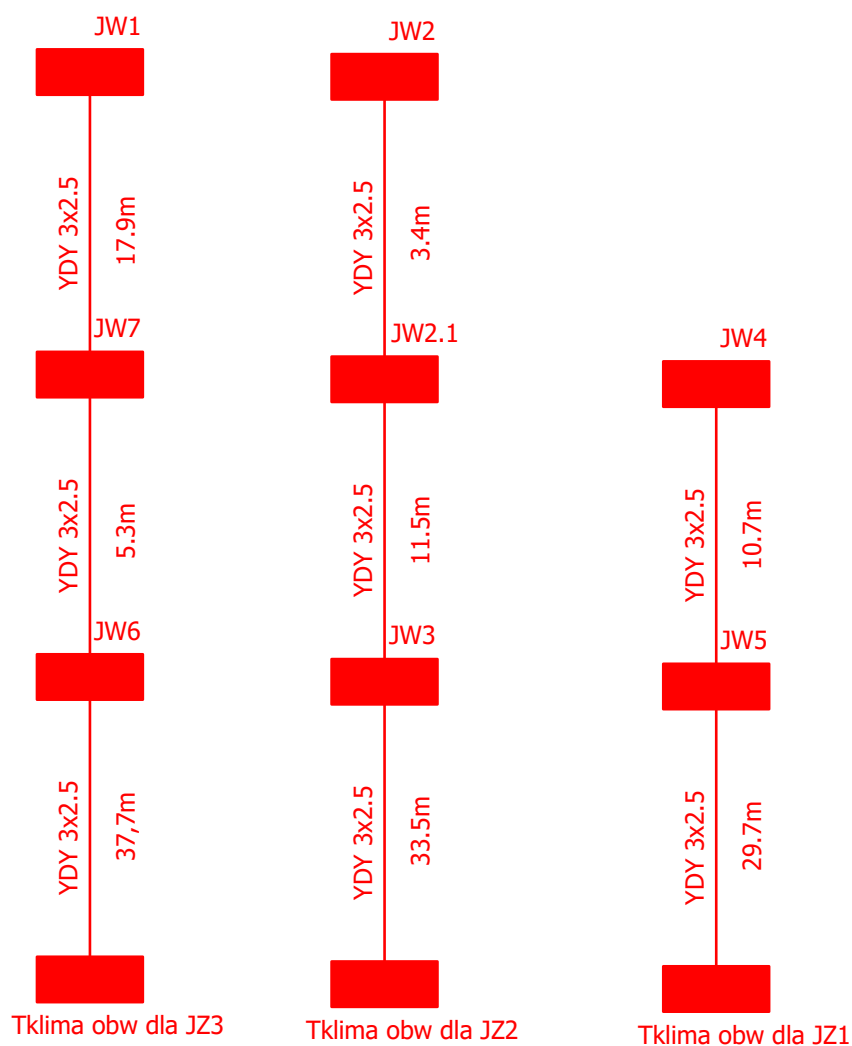 JW1
YDY 3x2.5
17.9m
JW7
YDY 3x2.5
5.3m
JW6
YDY 3x2.5
37,7m
Tklima obw dla JZ3
JW2
YDY 3x2.5
3.4m
JW2.1
YDY 3x2.5
11.5m
JW3
YDY 3x2.5
33.5m
Tklima obw dla JZ2
JW4
YDY 3x2.5
10.7m
JW5
YDY 3x2.5
29.7m
Tklima obw dla JZ1